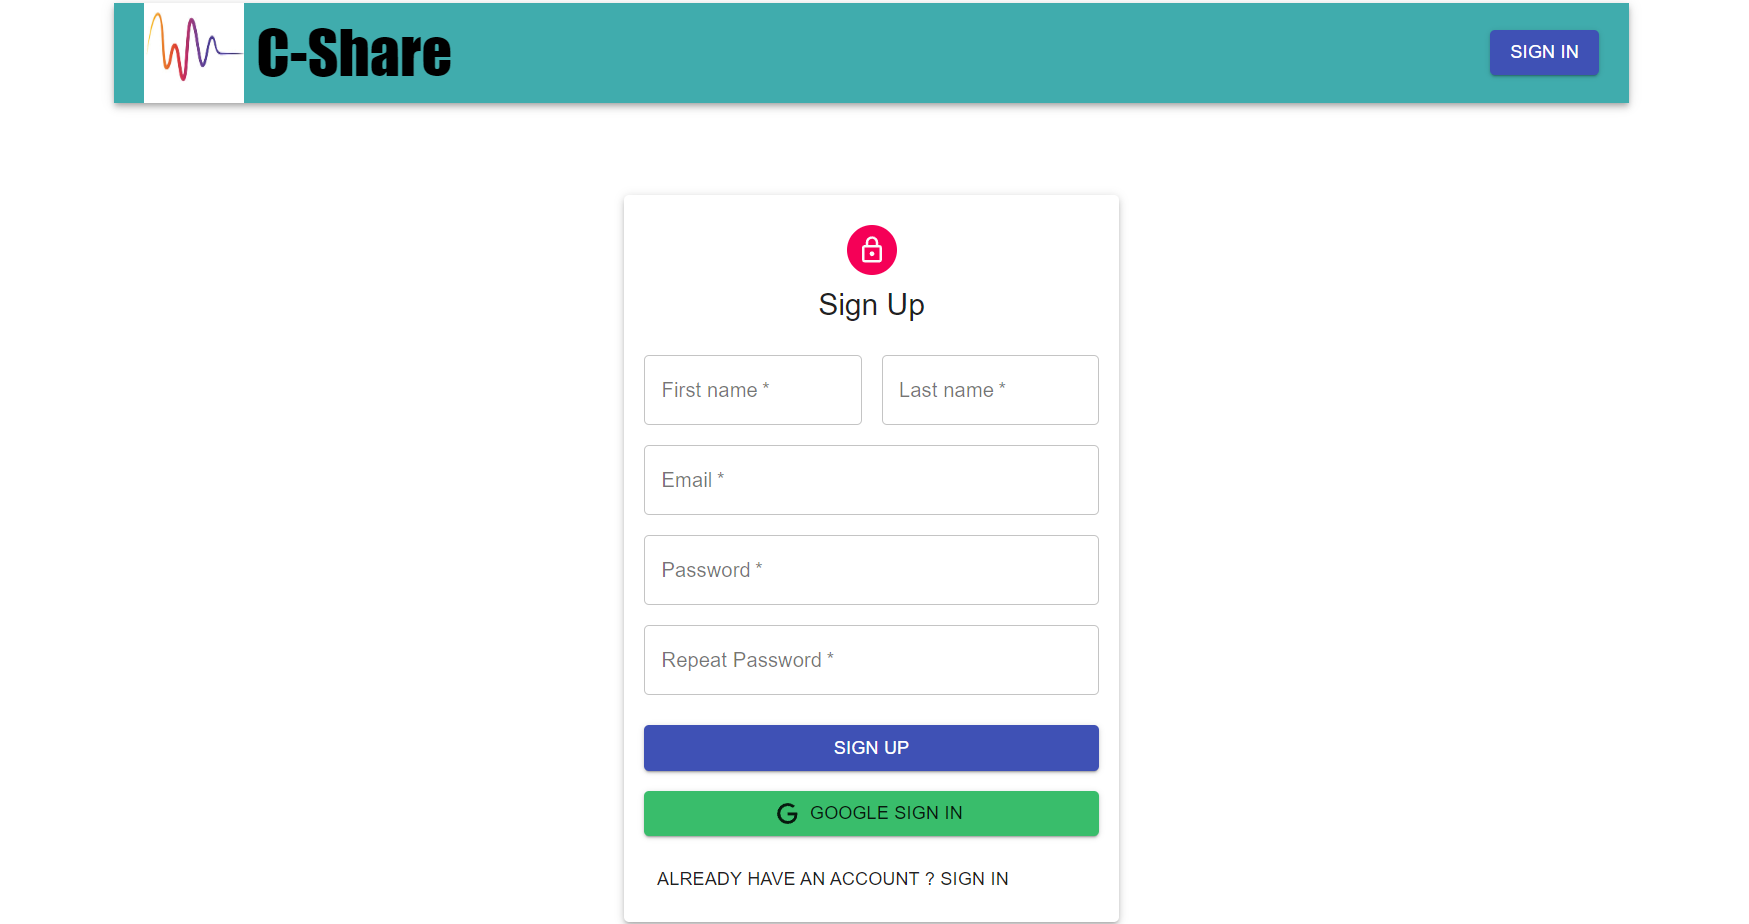 C-Share
SIGN IN
Sign Up
First name *
Last name *
Email *
Password *
Repeat Password *
SIGN UP
GOOGLE SIGN IN
ALREADY HAVE AN ACCOUNT ? SIGN IN